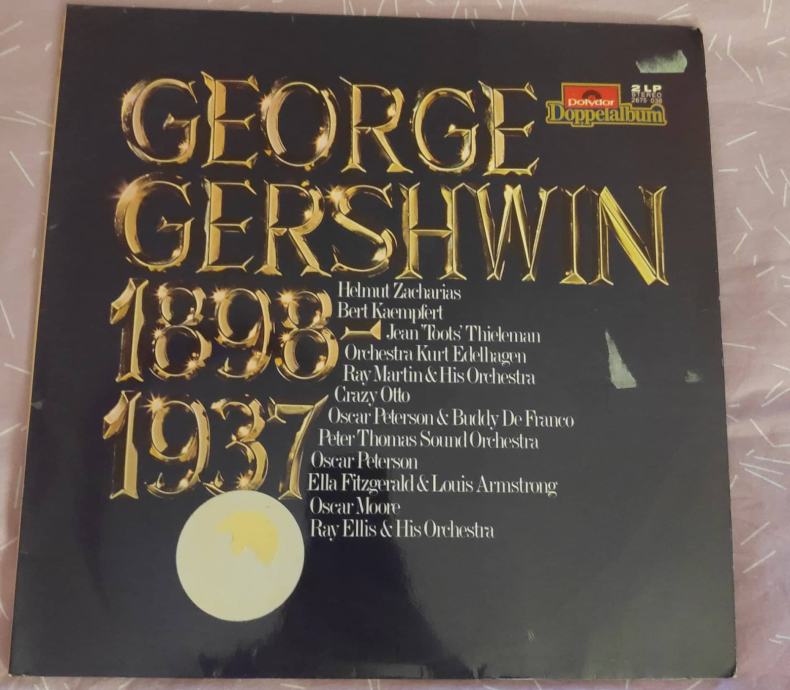 GEORGE
GERSHWIN
1898-
1937
polydor
Doppelalbum
2 LP
STEREO
2675 038
Helmut Zacharias
Bert Kaempfert
Jean "Toots" Thieleman
Orchestra Kurt Edelhagen
Ray Martin & His Orchestra
Crazy Otto
Oscar Peterson & Buddy De Franco
Peter Thomas Sound Orchestra
Oscar Peterson
Ella Fitzgerald & Louis Armstrong
Oscar Moore
Ray Ellis & His Orchestra